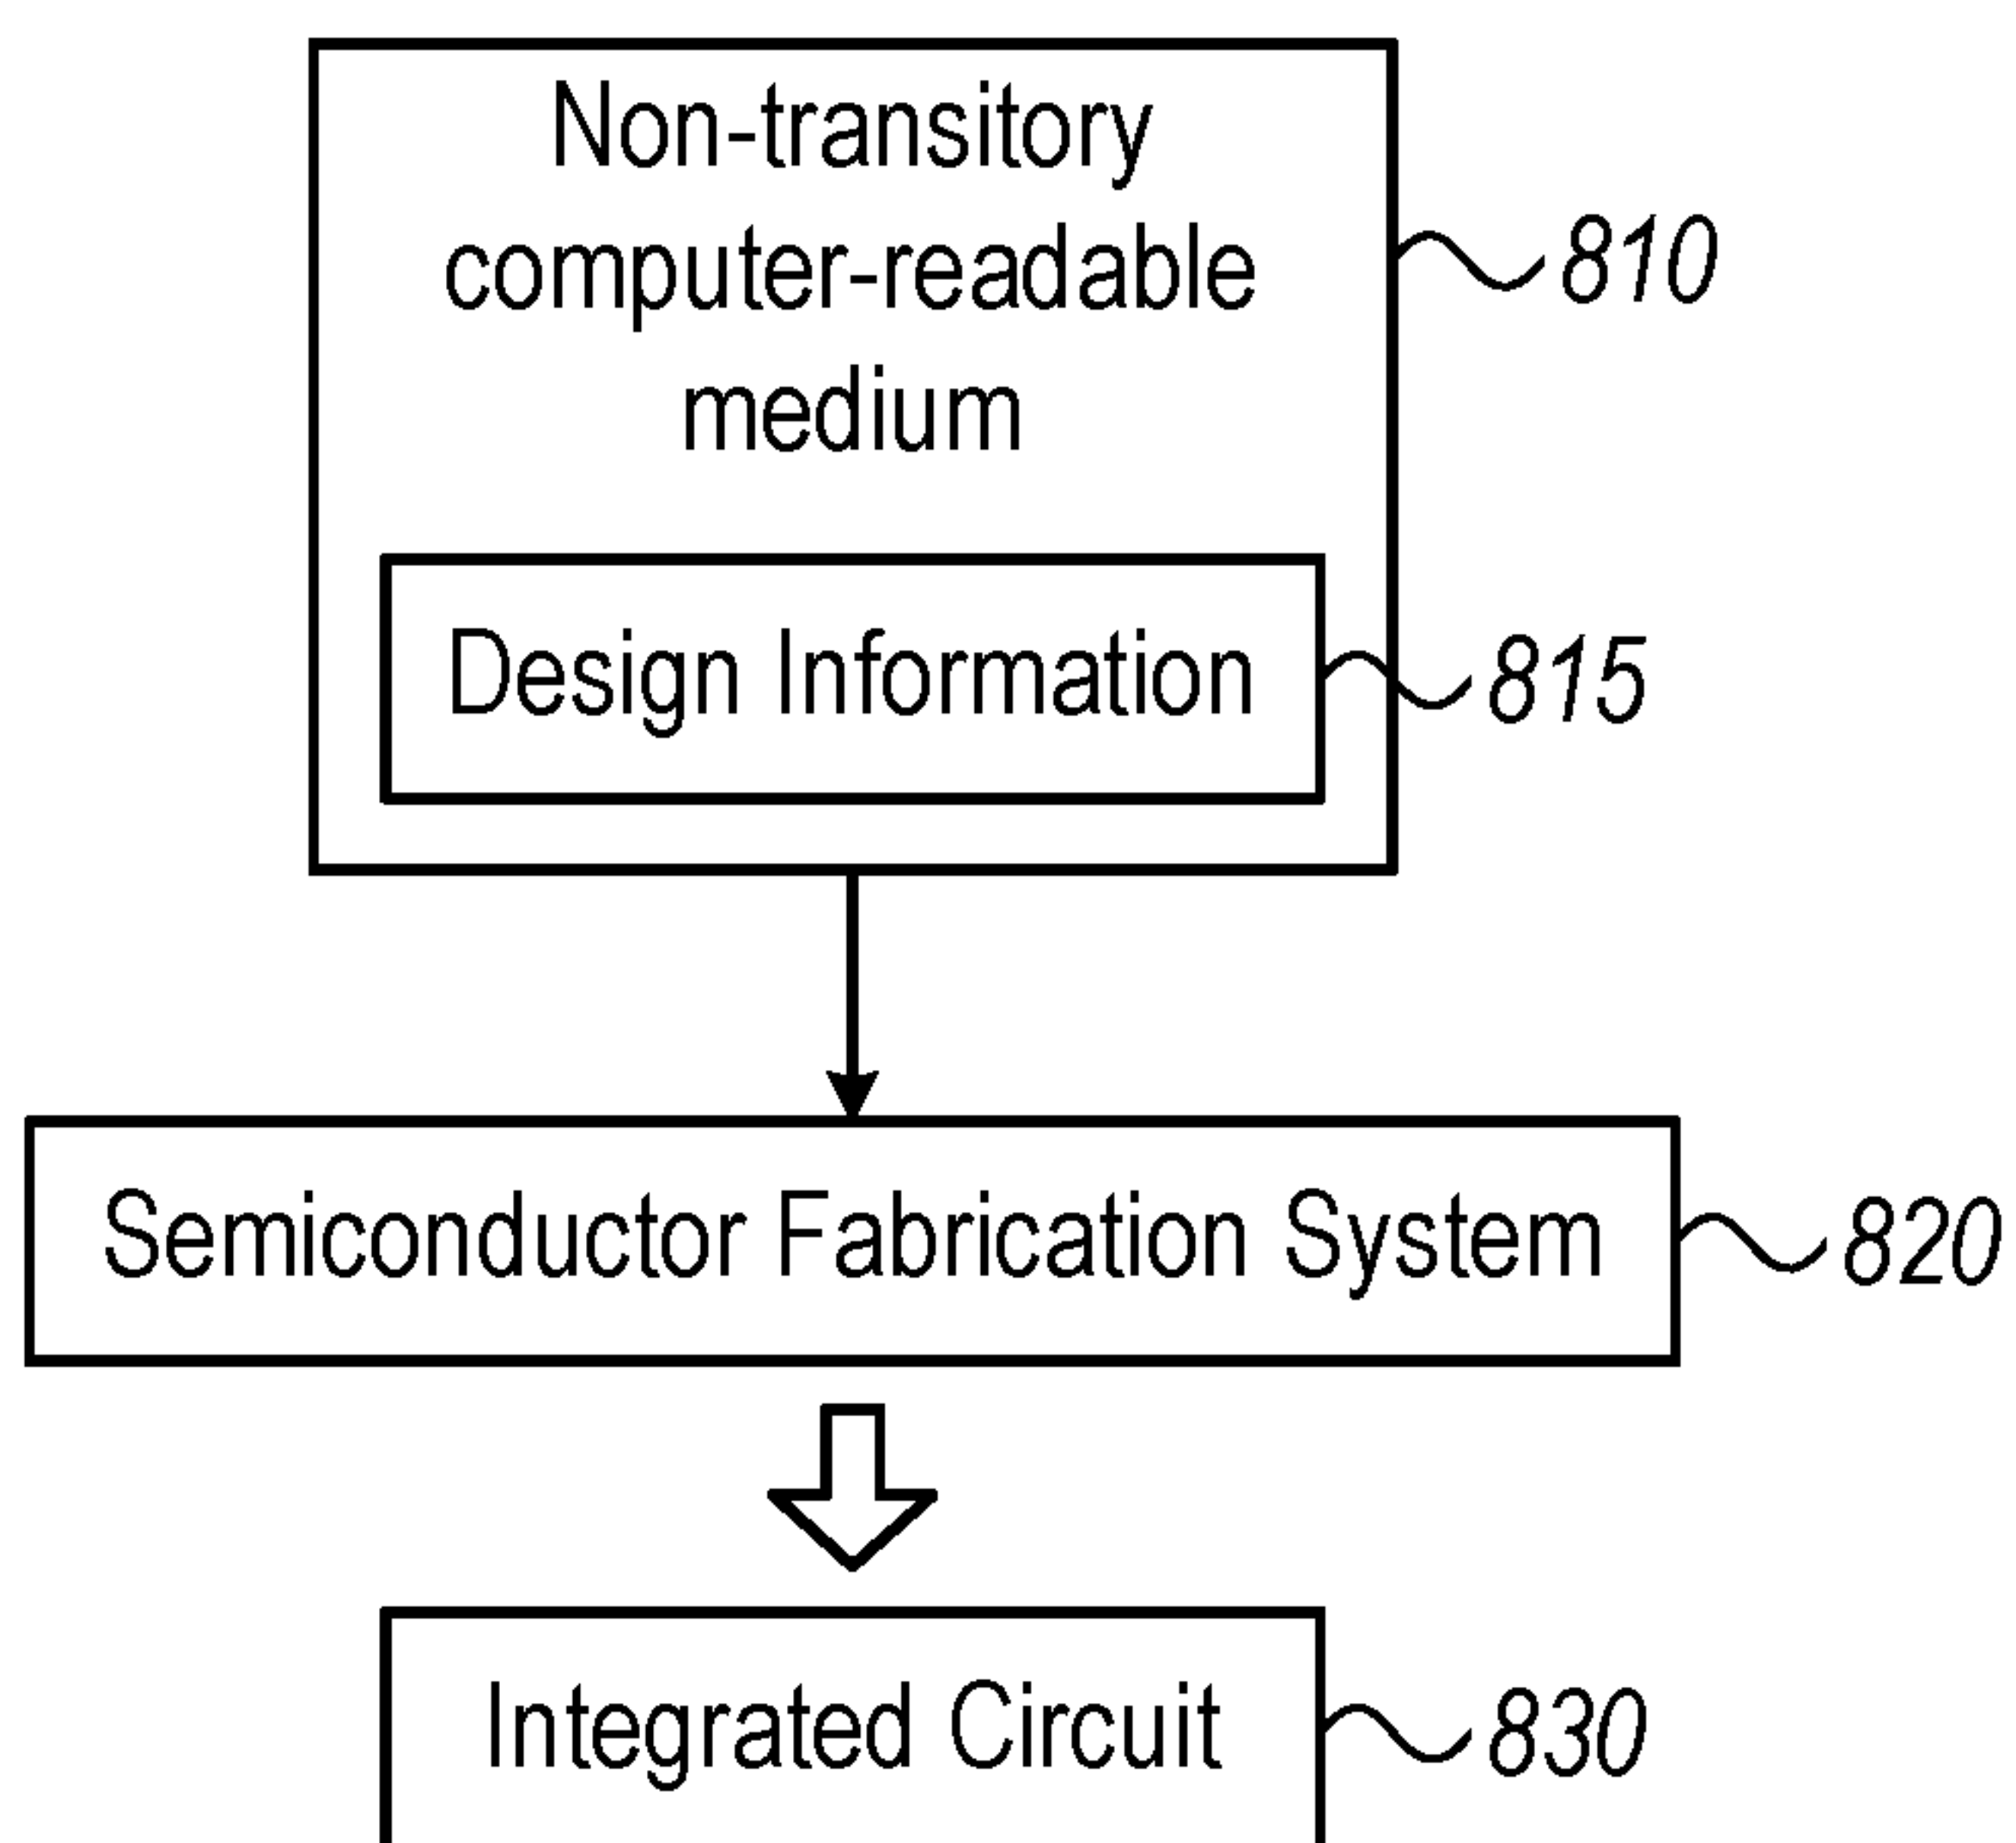 Non-transitory
computer-readable
medium
810
Design Information
815
Semiconductor Fabrication System
820
Integrated Circuit
830